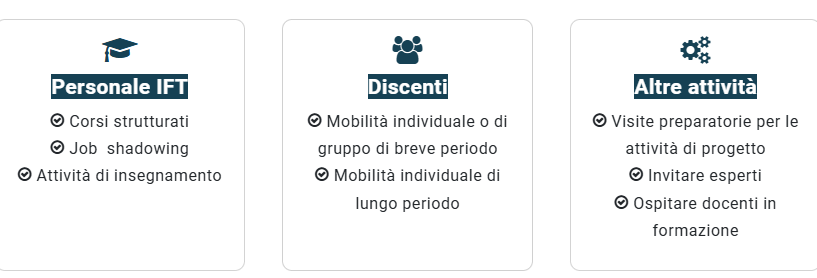 Personale IFT
Corsi strutturati
Job shadowing
Attività di insegnamento
Discenti
Mobilità individuale o di
gruppo di breve periodo
Mobilità individuale di
lungo periodo
Altre attività
Visite preparatorie per le
attività di progetto
Invitare esperti
Ospitare docenti in
formazione